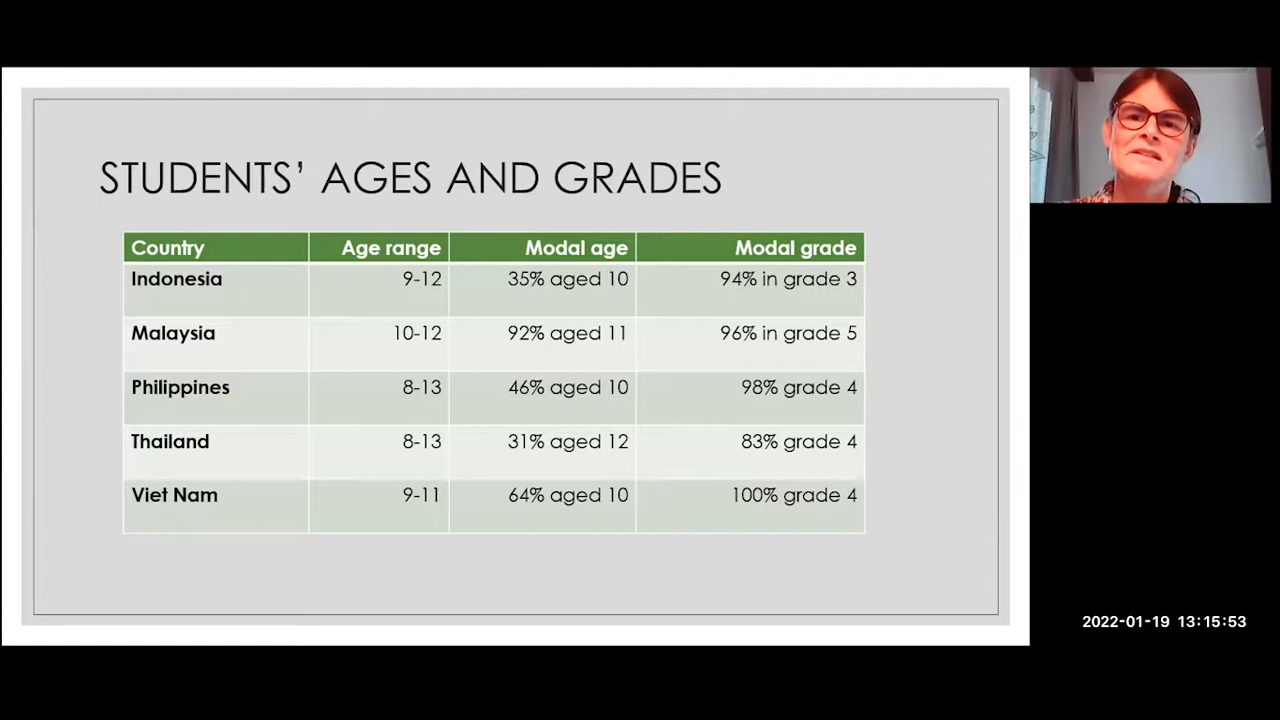 STUDENTS’ AGES AND GRADES
Country Age range Modal age Modal grade
Indonesia 9-12 35% aged 10 94% in grade 3
Malaysia 10-12 92% aged 11 96% in grade 5
Philippines 8-13 46% aged 10 98% grade 4
Thailand 8-13 31% aged 12 83% grade 4
Viet Nam 9-11 64% aged 10 100% grade 4
2022-01-19 13:15:53